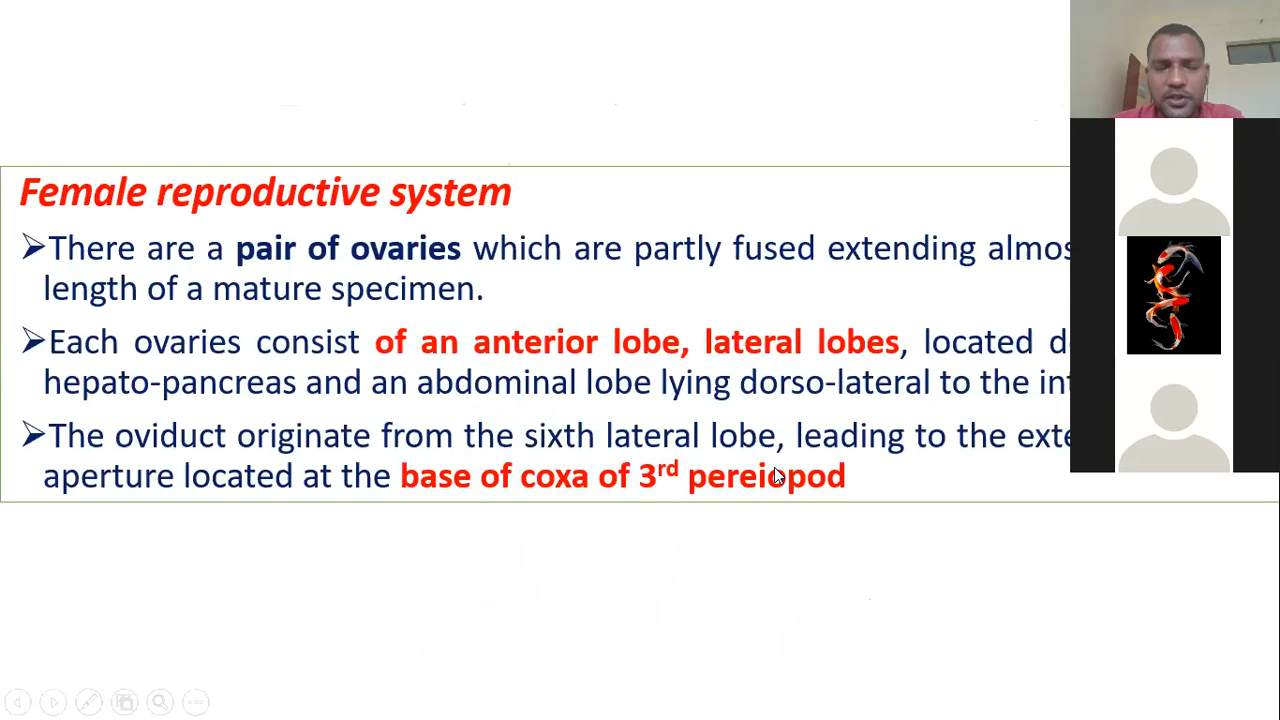 Female reproductive system
➢There are a pair of ovaries which are partly fused extending almos
length of a mature specimen.
➢Each ovaries consist of an anterior lobe, lateral lobes, located
hepato-pancreas and an abdominal lobe lying dorso-lateral to the
➢The oviduct originate from the sixth lateral lobe, leading to the
aperture located at the base of coxa of 3rd pereiopod